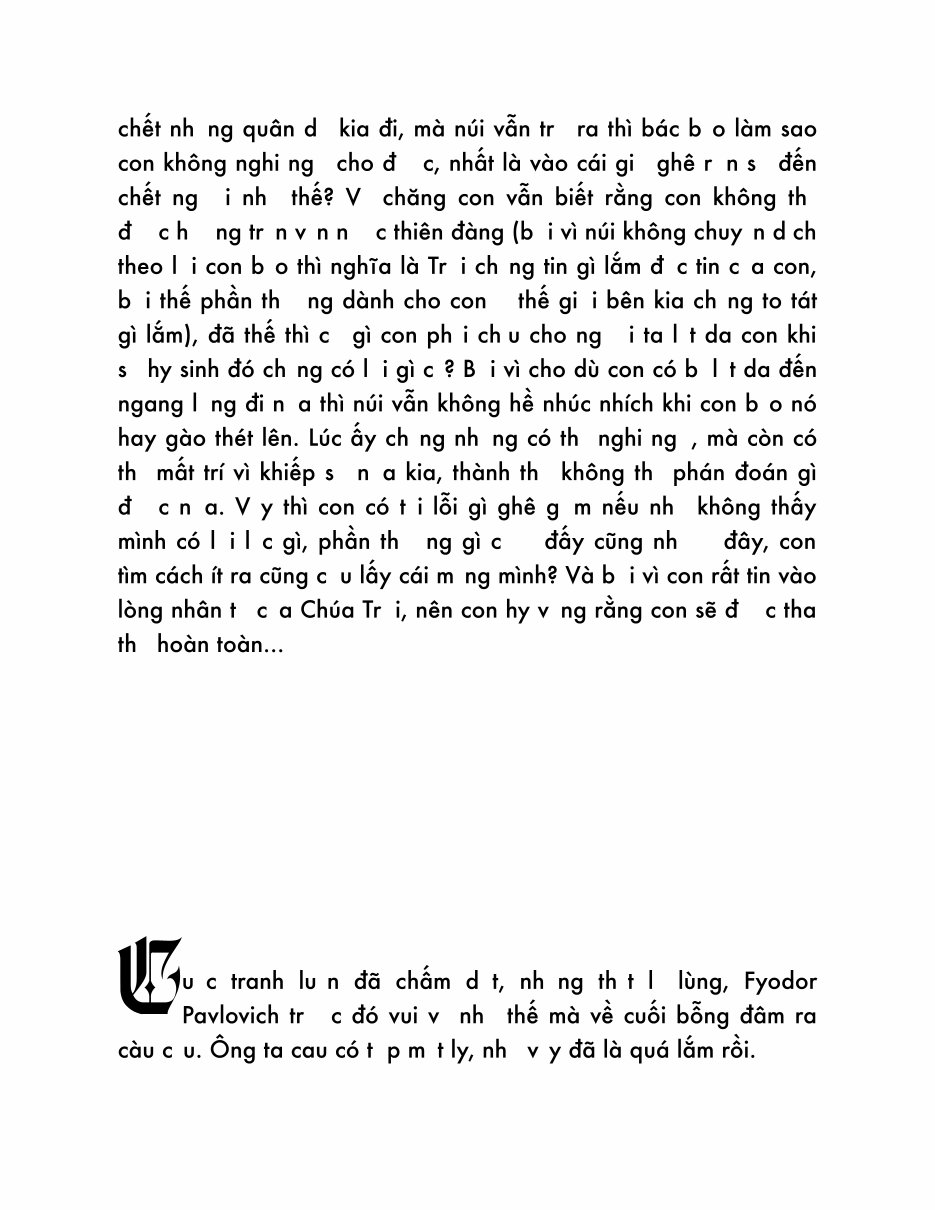 chết nh ng quân d kia đi, mà núi vẫn tr ra thì bác b o làm sao
con không nghi ng cho đ c, nhất là vào cái gi ghê r n s đến
chết ng i nh thế? V chăng con vẫn biết rằng con không th
đ c h ng tr n v n n c thiên đàng (b i vì núi không chuy n d ch
theo l i con b o thì nghĩa là Tr i ch ng tin gì lắm đ c tin c a con,
b i thế phần th ng dành cho con thế gi i bên kia ch ng to tát
gì lắm), đã thế thì c gì con ph i ch u cho ng i ta l t da con khi
s hy sinh đó ch ng có l i gì c ? B i vì cho dù con có b l t da đến
ngang l ng đi n a thì núi vẫn không hề nhúc nhích khi con b o nó
hay gào thét lên. Lúc ấy ch ng nh ng có th nghi ng , mà còn có
th mất trí vì khiếp s n a kia, thành th không th phán đoán gì
đ c n a. V y thì con có t i lỗi gì ghê g m nếu nh không thấy
mình có l i l c gì, phần th ng gì c đấy cũng nh đây, con
tìm cách ít ra cũng c u lấy cái m ng mình? Và b i vì con rất tin vào
lòng nhân t c a Chúa Tr i, nên con hy v ng rằng con sẽ đ c tha
th hoàn toàn...
Cu c tranh lu n đã chấm d t, nh ng th t l lùng, Fyodor
Pavlovich tr c đó vui v nh thế mà về cuối bỗng đâm ra
càu c u. Ông ta cau có t p m t ly, nh v y đã là quá lắm rồi.